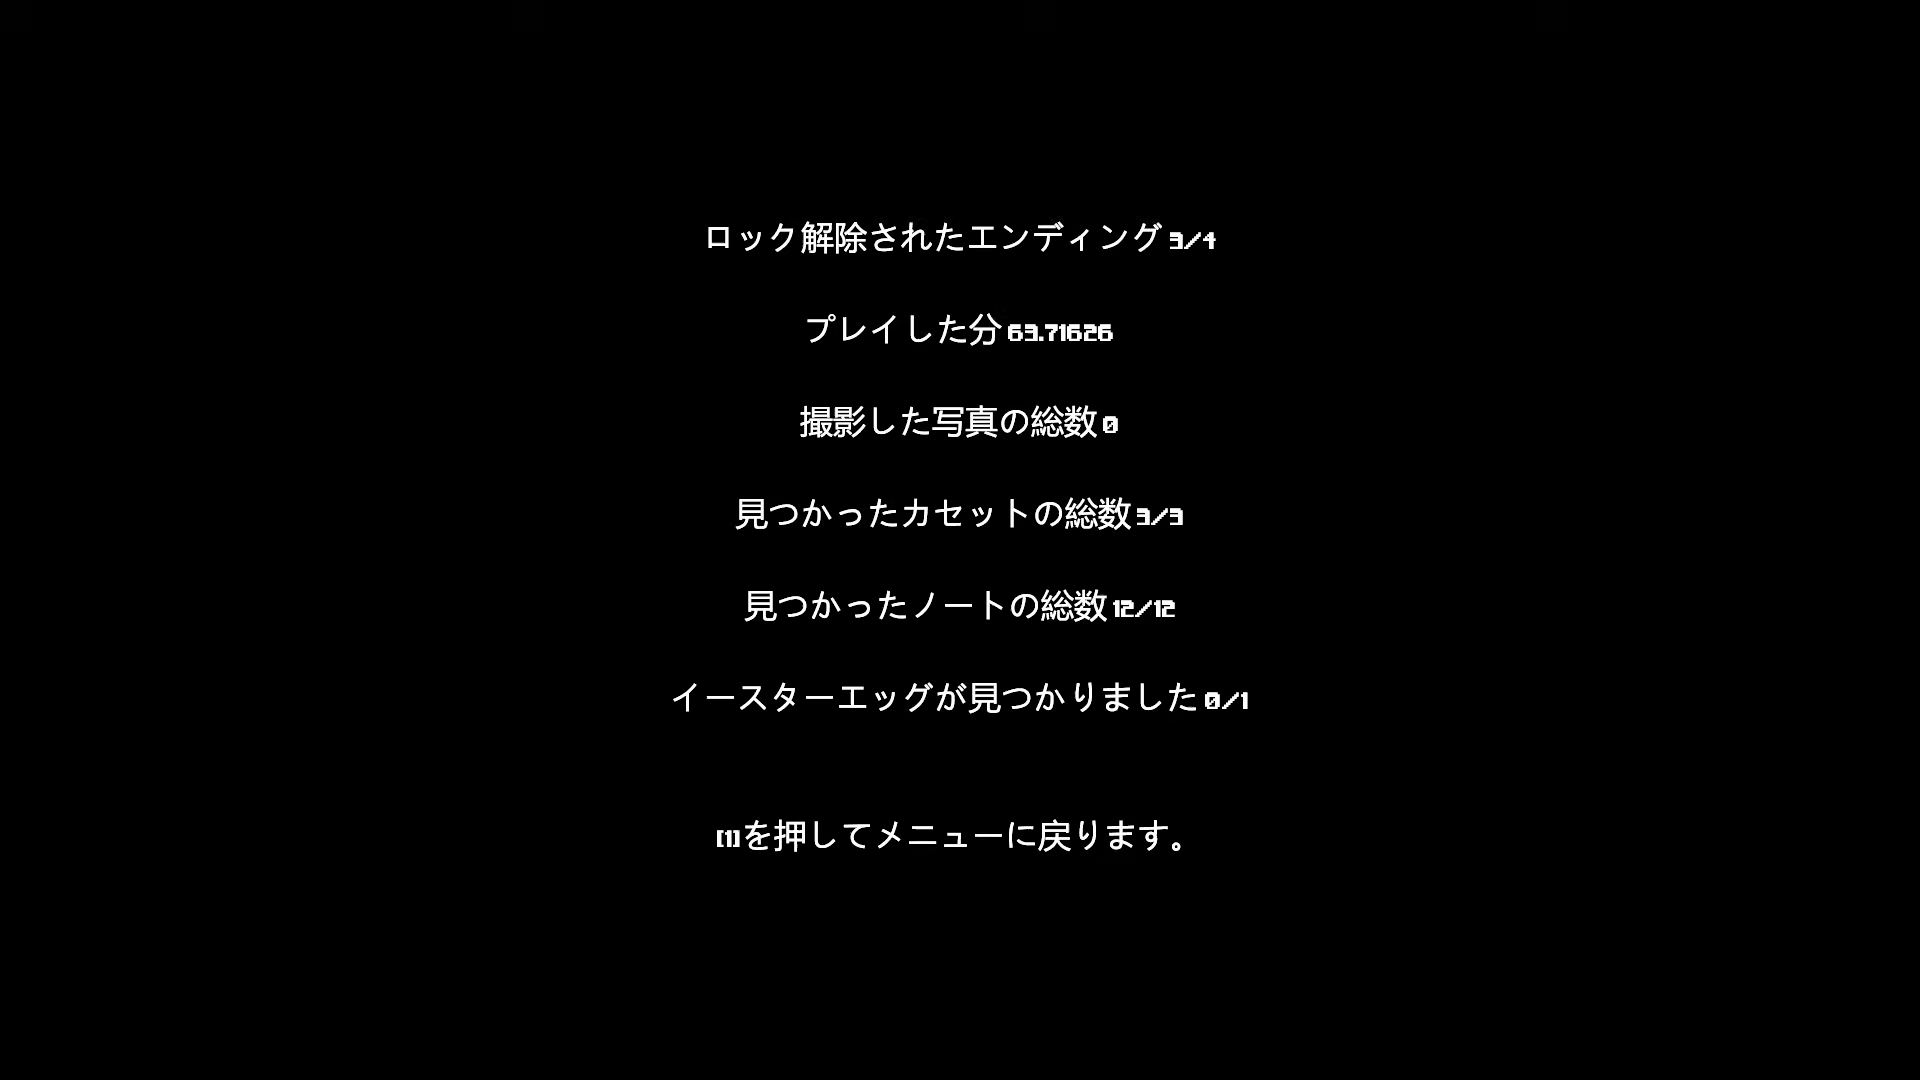 ロック解除されたエンディング 3/4
プレイした分 63.71626
撮影した写真の総数 0
見つかったカセットの総数 3/3
見つかったノートの総数 12/12
イースターエッグが見つかりました 0/1
[1]を押してメニューに戻ります。